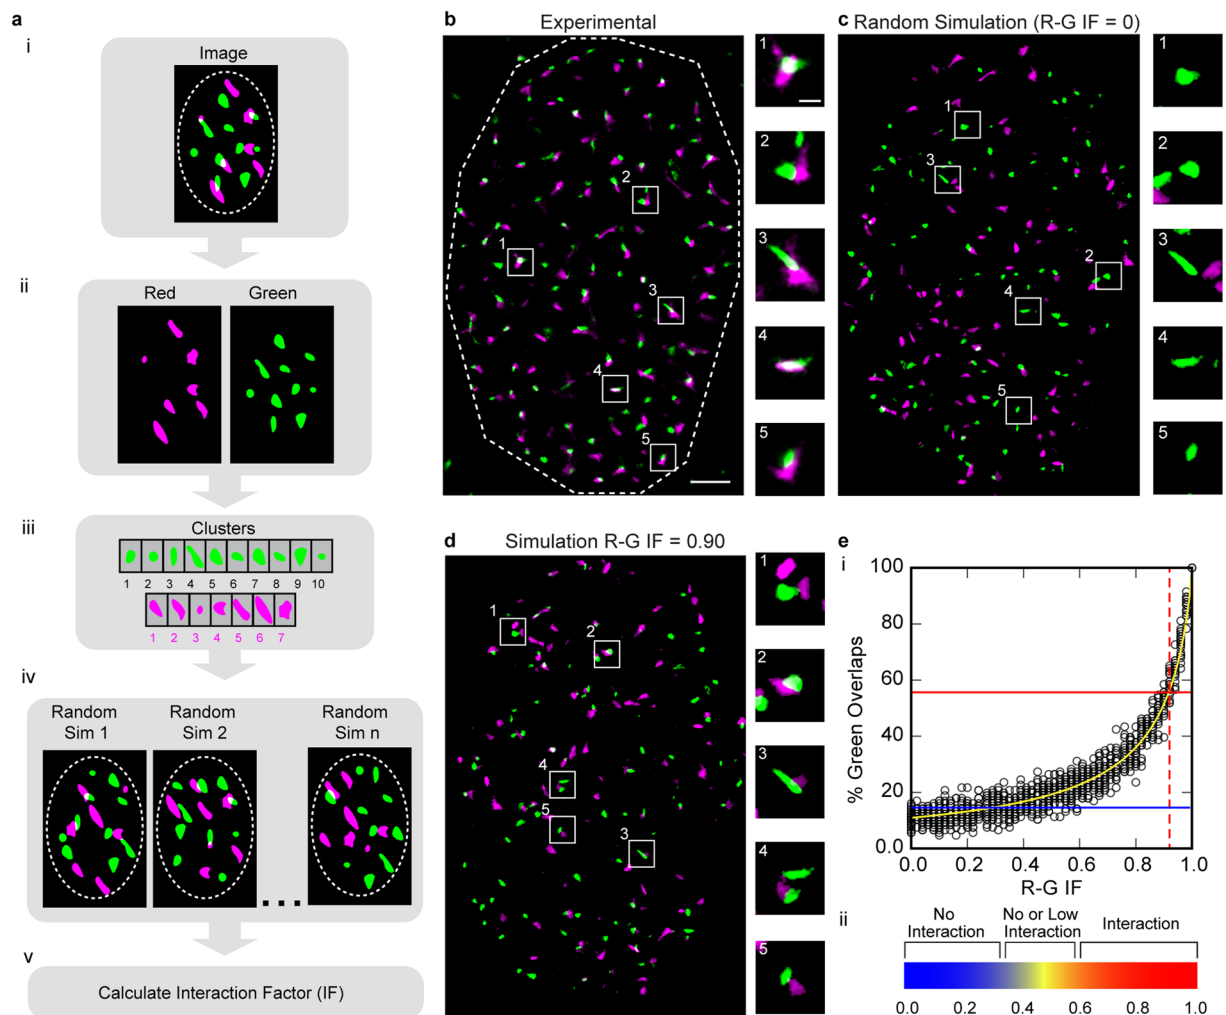 a
i
Image
ii
Red
Green
iii
Clusters
1 2 3 4 5 6 7 8 9 10
1 2 3 4 5 6 7
iv
Random
Sim 1
Random
Sim 2
Random
Sim n
...
v
Calculate Interaction Factor (IF)
b
Experimental
1
2
3
4
5
1
2
3
4
5
c
Random Simulation (R-G IF = 0)
1
3
2
4
5
1
2
3
4
5
d
Simulation R-G IF = 0.90
1
2
4
5
3
1
2
3
4
5
e
i
100
80
60
40
20
0.0
% Green Overlaps
0.0 0.2 0.4 0.6 0.8 1.0
R-G IF
ii
No
Interaction
No or Low
Interaction
Interaction
0.0 0.2 0.4 0.6 0.8 1.0